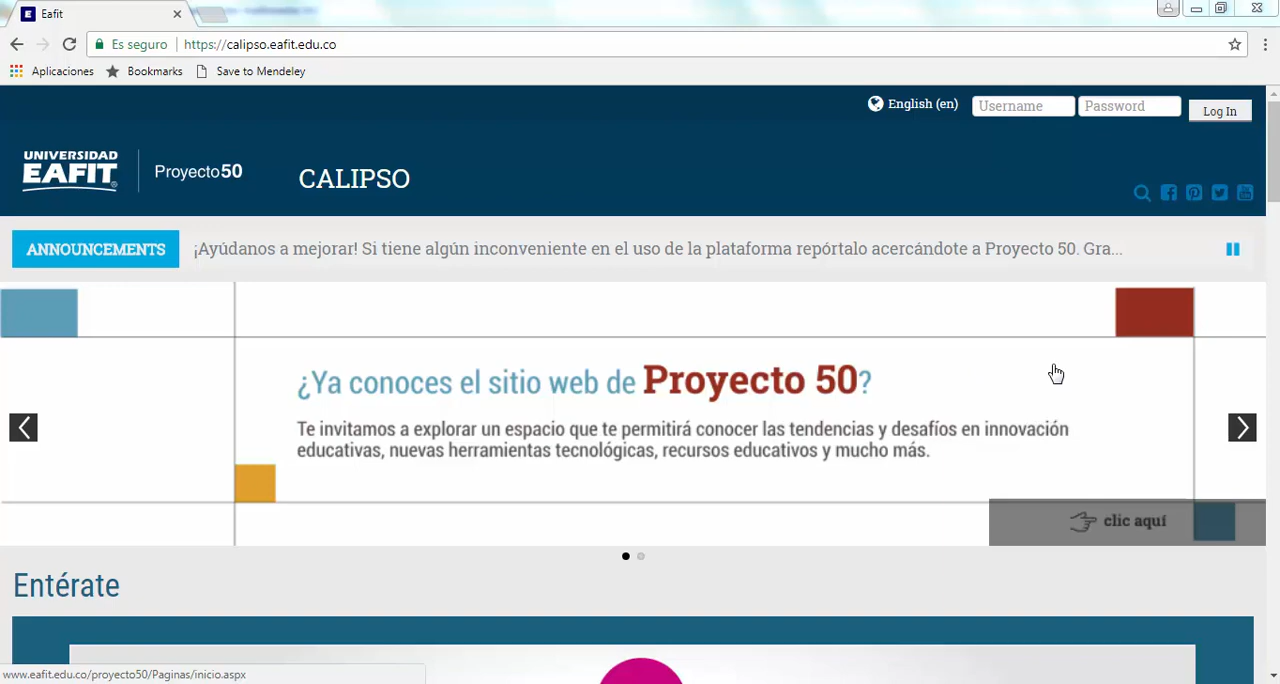 Eafit
Es seguro https://calipso.eafit.edu.co
Aplicaciones Bookmarks Save to Mendeley
English (en) Username Password Log In
UNIVERSIDAD
EAFIT
Proyecto50
CALIPSO
ANNOUNCEMENTS ¡Ayúdanos a mejorar! Si tiene algún inconveniente en el uso de la plataforma repórtalo acercándote a Proyecto 50. Gra...
¿Ya conoces el sitio web de Proyecto 50?
Te invitamos a explorar un espacio que te permitirá conocer las tendencias y desafíos en innovación
educativas, nuevas herramientas tecnológicas, recursos educativos y mucho más.
clic aquí
Entérate
www.eafit.edu.co/proyecto50/Paginas/inicio.aspx